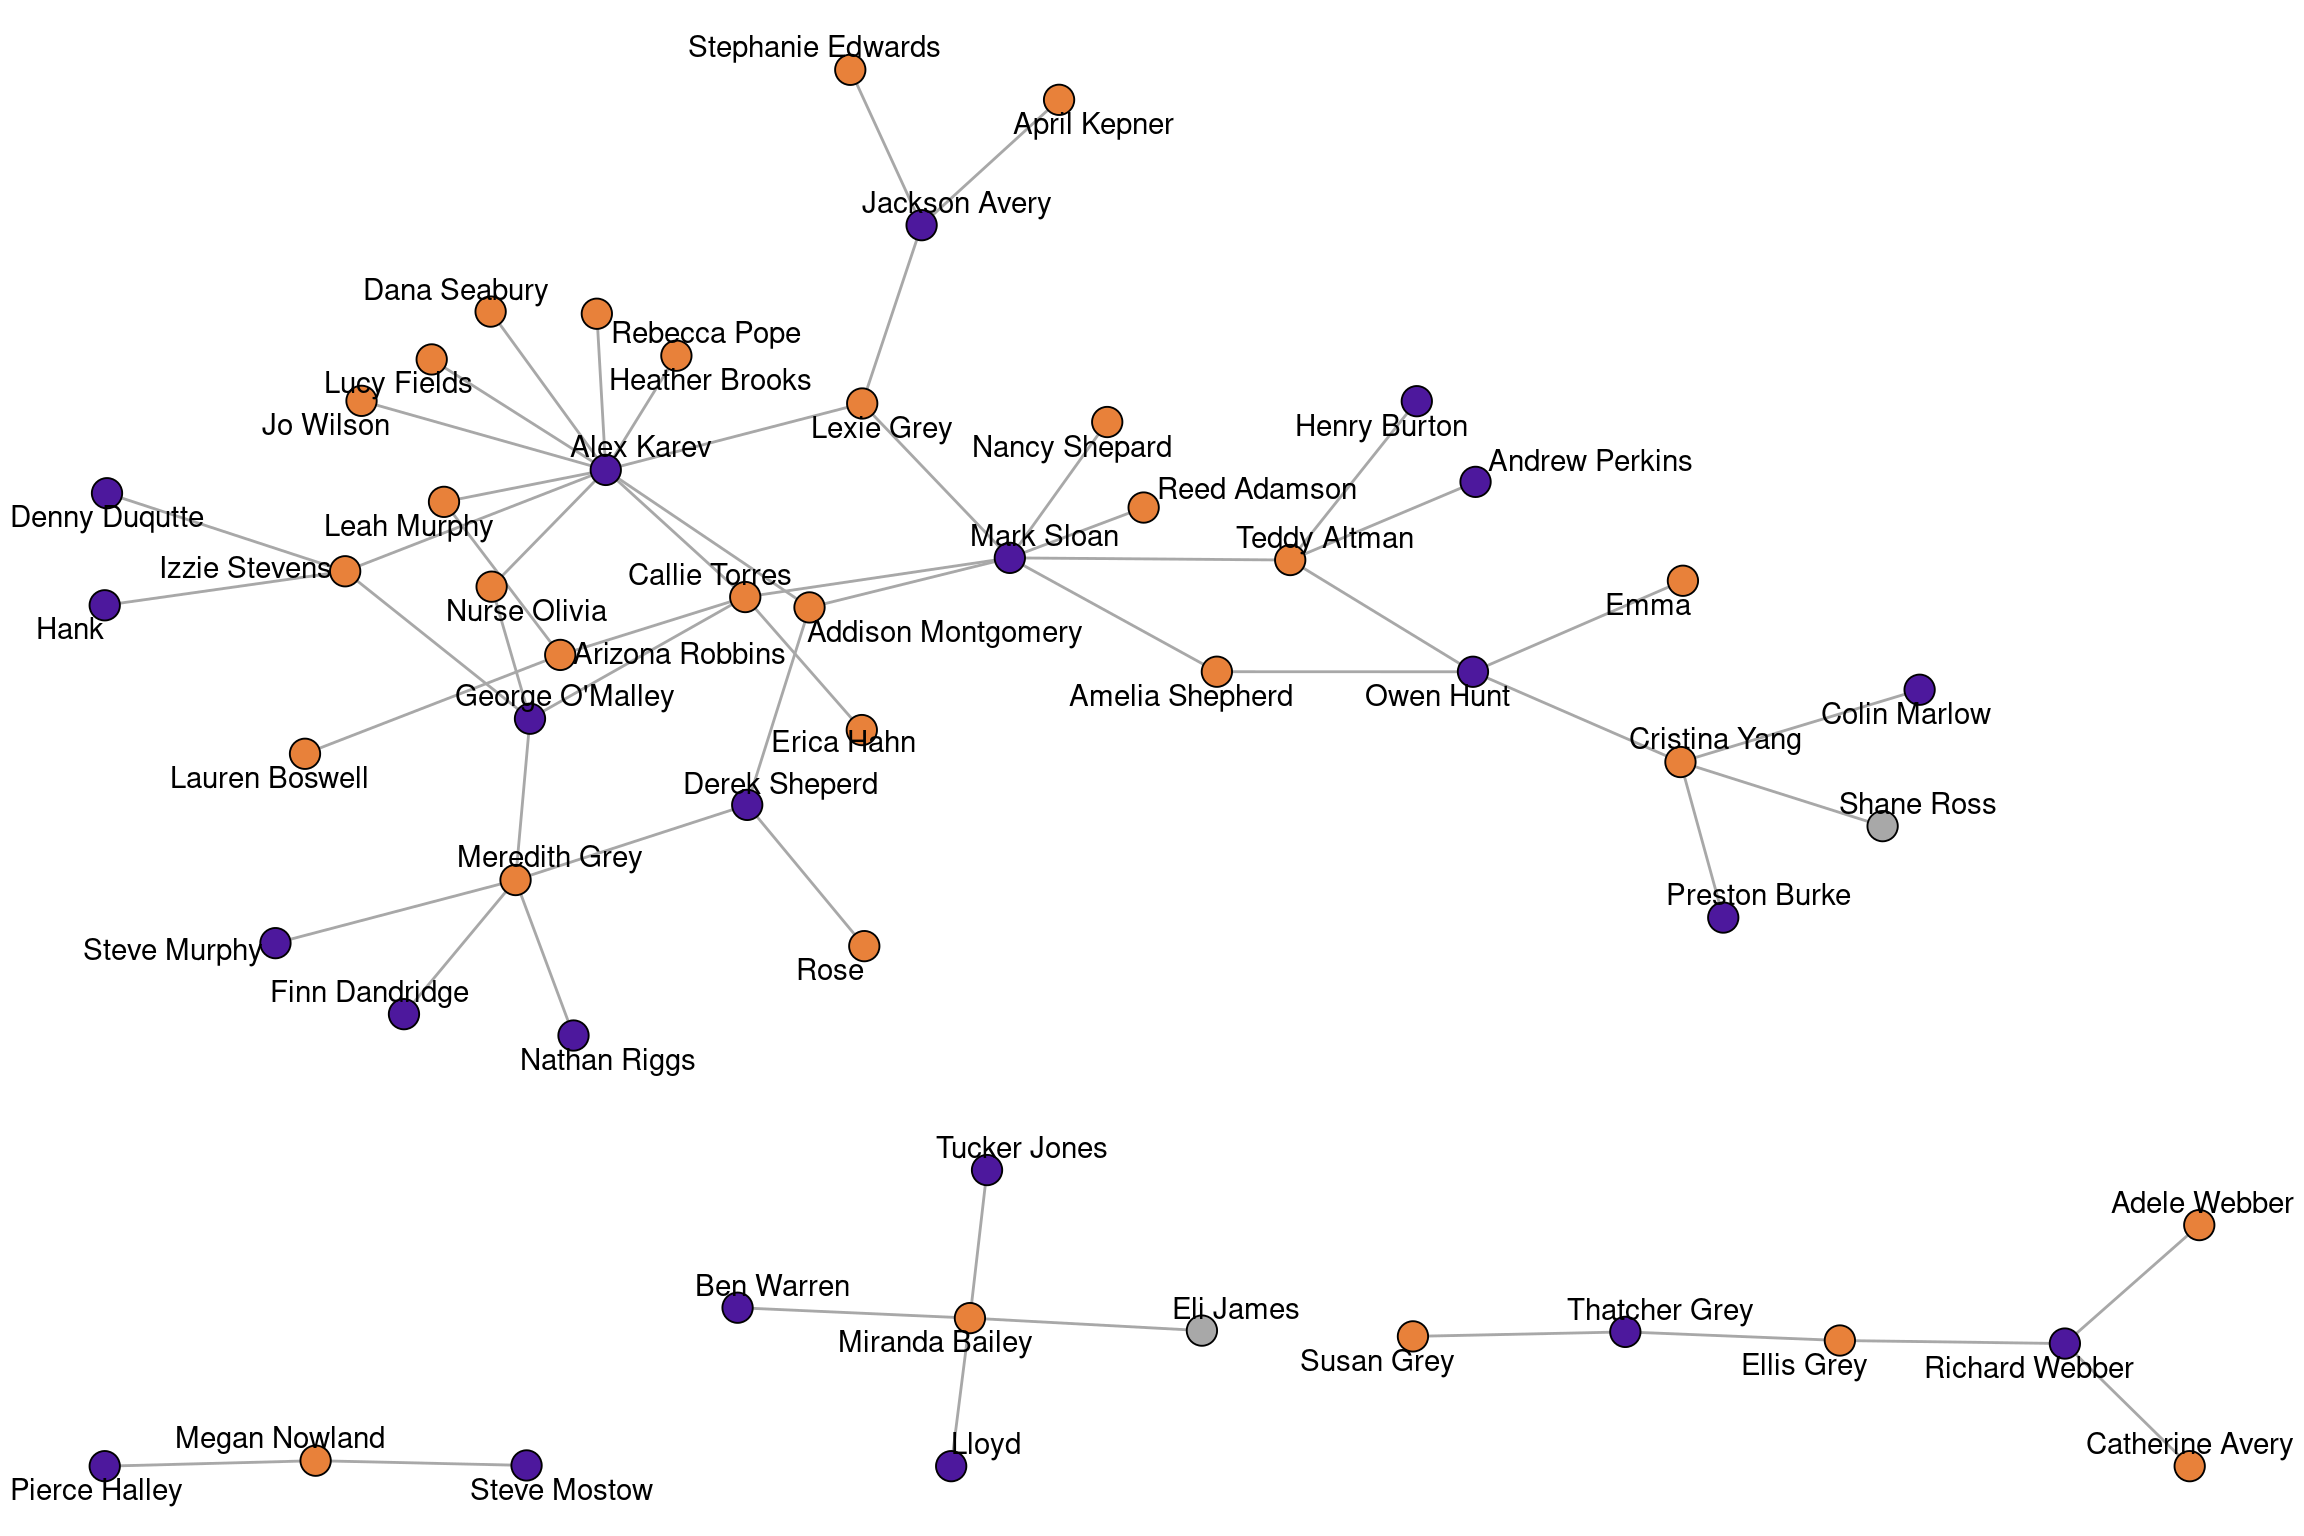 Stephanie Edwards
April Kepner
Jackson Avery
Dana Seabury
Rebecca Pope
Lucy Fields
Heather Brooks
Jo Wilson
Lexie Grey
Henry Burton
Alex Karev
Nancy Shepard
Andrew Perkins
Reed Adamson
Denny Duqutte
Leah Murphy
Mark Sloan
Teddy Altman
Izzie Stevens
Callie Torres
Emma
Nurse Olivia
Hank
Addison Montgomery
Arizona Robbins
George O'Malley
Amelia Shepherd
Owen Hunt
Colin Marlow
Erica Hahn
Cristina Yang
Lauren Boswell
Derek Sheperd
Shane Ross
Meredith Grey
Preston Burke
Steve Murphy
Rose
Finn Dandridge
Nathan Riggs
Tucker Jones
Adele Webber
Ben Warren
Eli James
Thatcher Grey
Miranda Bailey
Susan Grey
Ellis Grey
Richard Webber
Megan Nowland
Lloyd
Catherine Avery
Pierce Halley
Steve Mostow